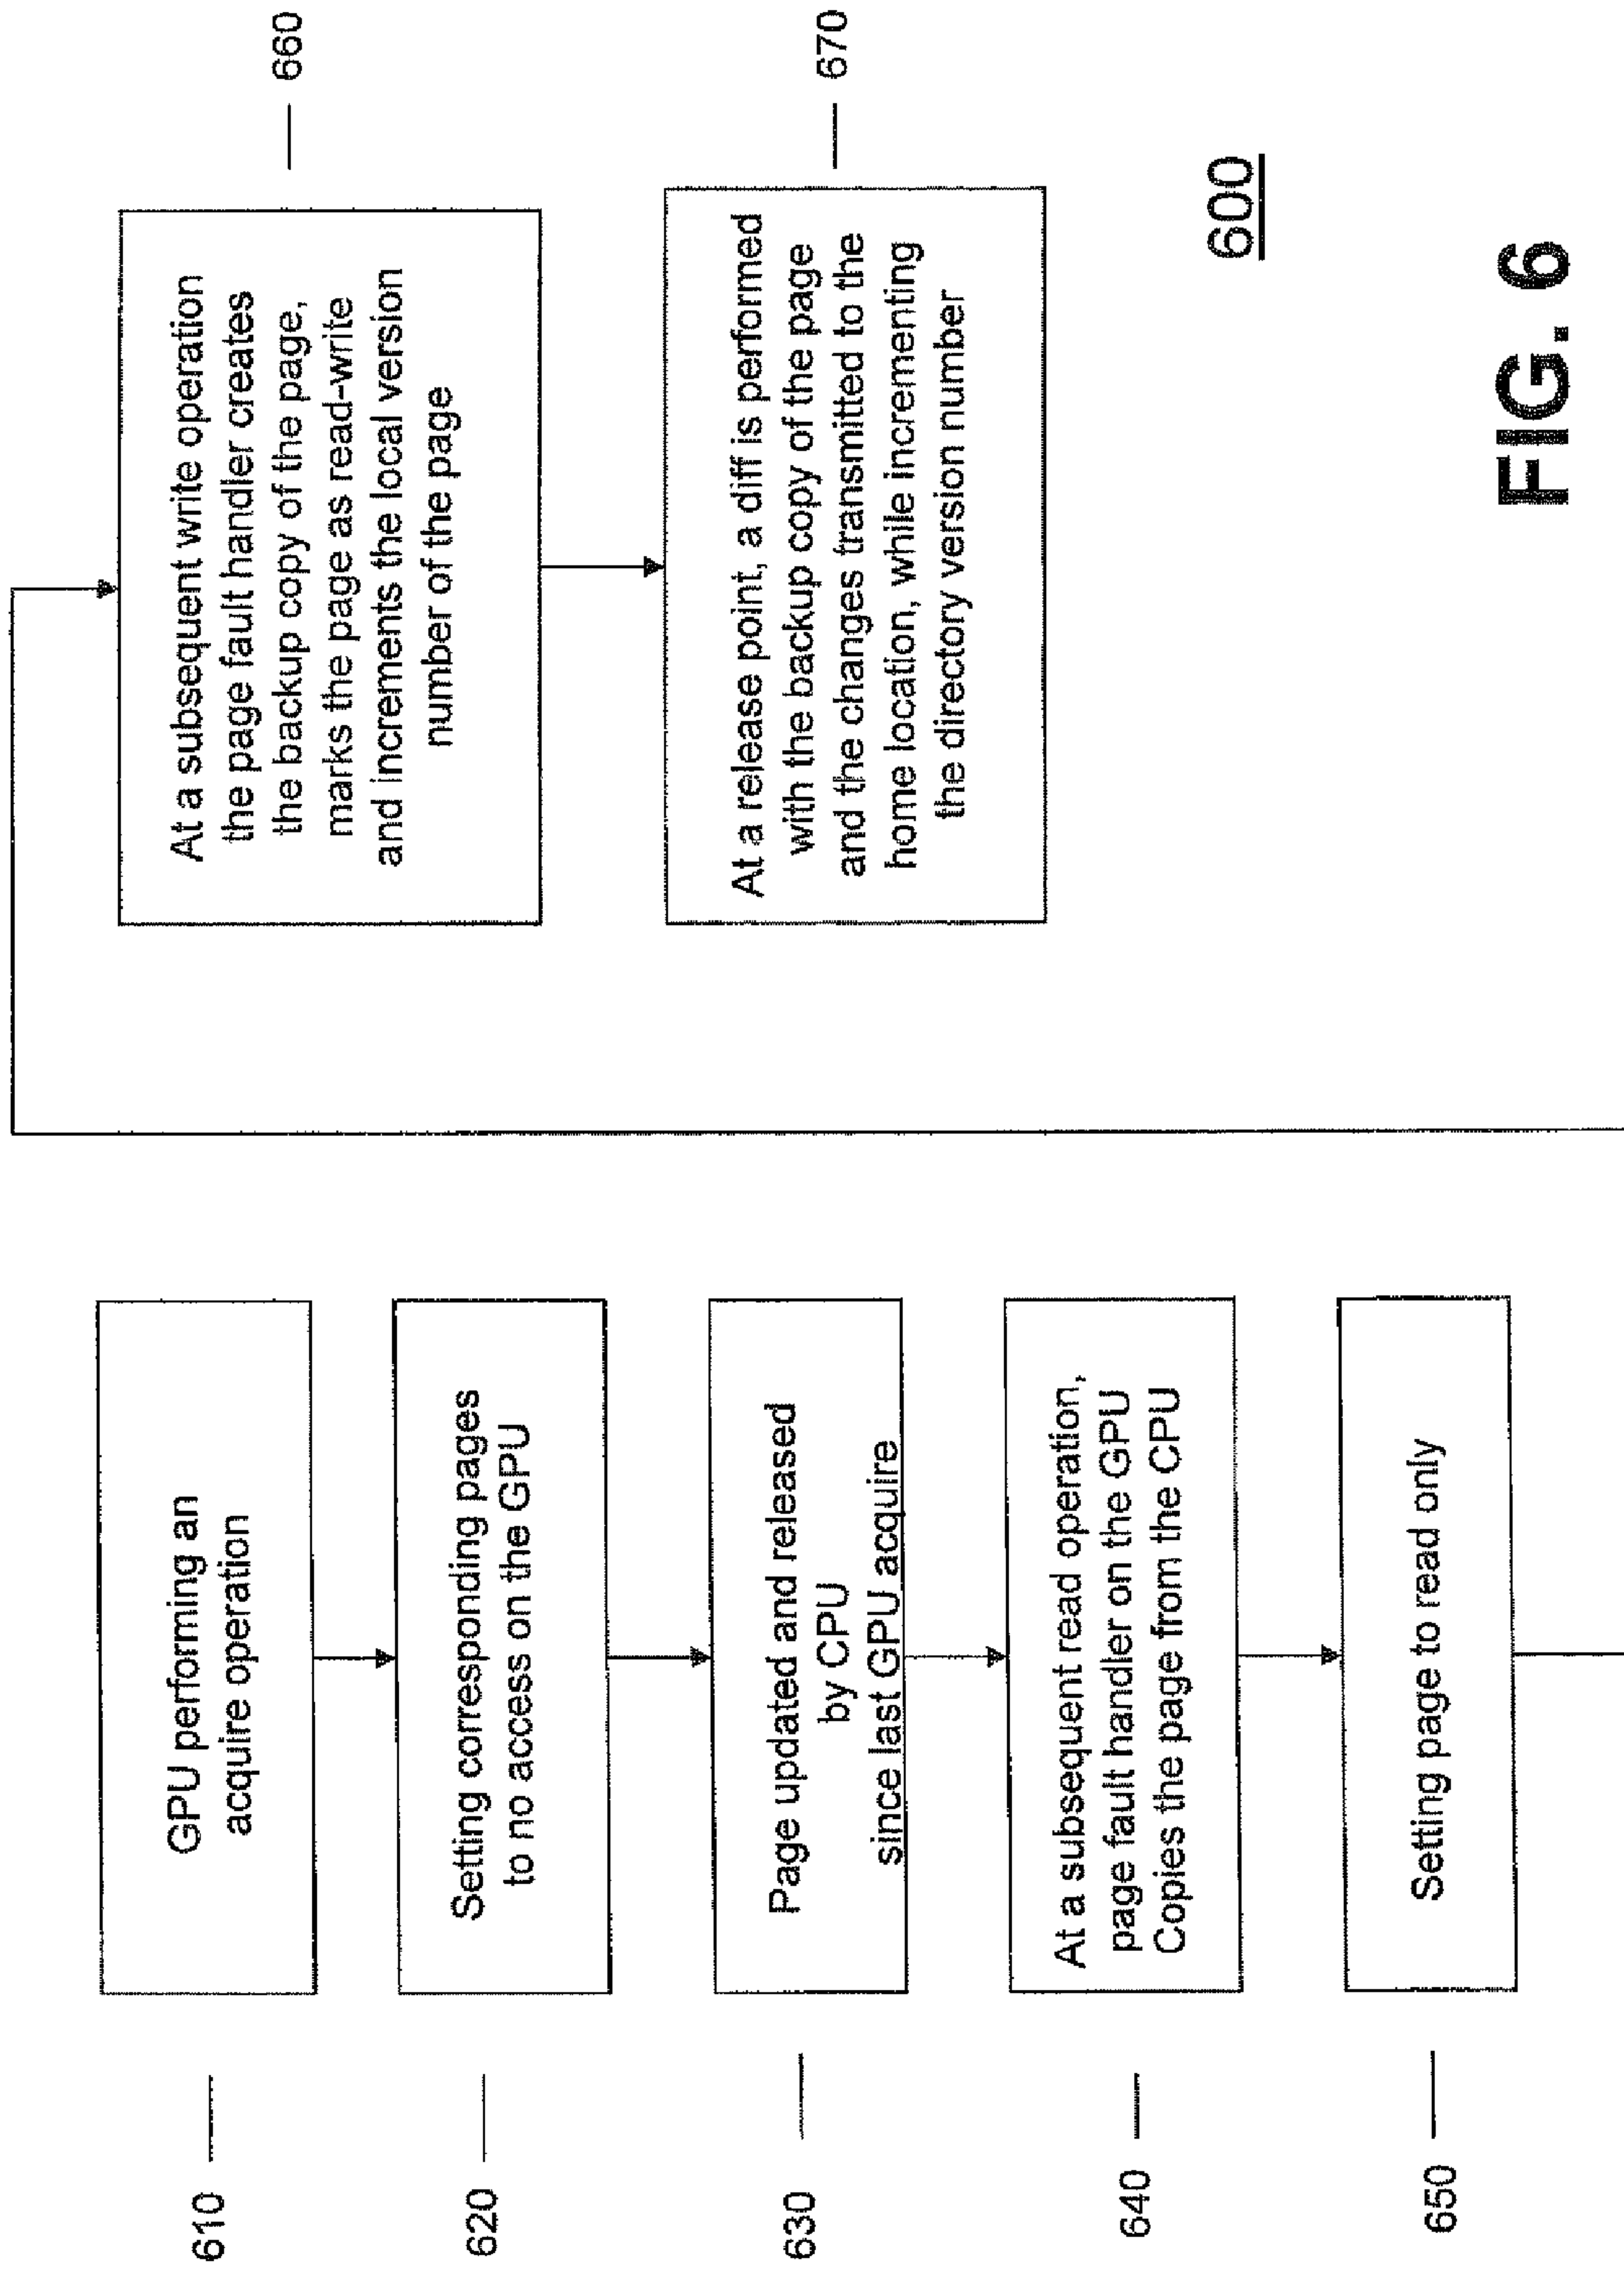 610
GPU performing an
acquire operation
620
Setting corresponding pages
to no access on the GPU
630
Page updated and released
by CPU
since last GPU acquire
640
At a subsequent read operation,
page fault handler on the GPU
Copies the page from the CPU
650
Setting page to read only
At a subsequent write operation
the page fault handler creates
the backup copy of the page,
marks the page as read-write
and increments the local version
number of the page
660
At a release point, a diff is performed
with the backup copy of the page
and the changes transmitted to the
home location, while incrementing
the directory version number
670
600
FIG. 6